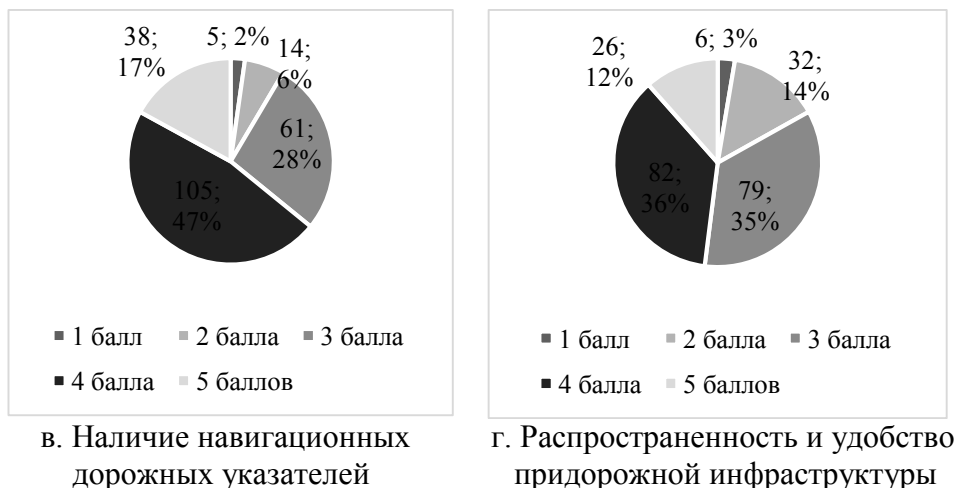 38;
17%
5; 2%
14;
6%
61;
28%
105;
47%
■ 1 балл ■ 2 балла ■ 3 балла
■ 4 балла ■ 5 баллов
в. Наличие навигационных
дорожных указателей
26;
12%
6; 3%
32;
14%
82;
36%
79;
35%
■ 1 балл ■ 2 балла ■ 3 балла
■ 4 балла ■ 5 баллов
г. Распространенность и удобство
придорожной инфраструктуры